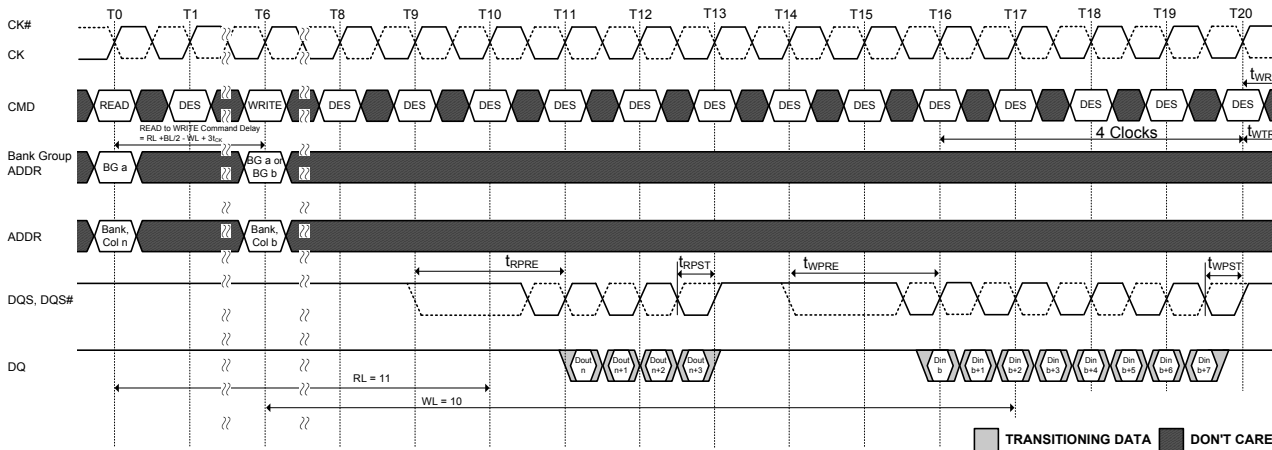 T0 T1 T6 T8 T9 T10 T11 T12 T13 T14 T15 T16 T17 T18 T19 T20
CK#
CK
tWR
CMD READ DES WRITE DES DES DES DES DES DES DES DES DES DES DES DES DES
READ to WRITE Command Delay
= RL +BL/2 - WL + 3tCK
4 Clocks tWTR
Bank Group
ADDR
BG a
BG a or
BG b
ADDR
Bank,
Col n
Bank,
Col b
tRPRE tRPST tWPRE tWPST
DQS, DQS#
DQ
Dout
n
Dout
n+1
Dout
n+2
Dout
n+3
Din
b
Din
b+1
Din
b+2
Din
b+3
Din
b+4
Din
b+5
Din
b+6
Din
b+7
RL = 11
WL = 10
TRANSITIONING DATA DON'T CARE